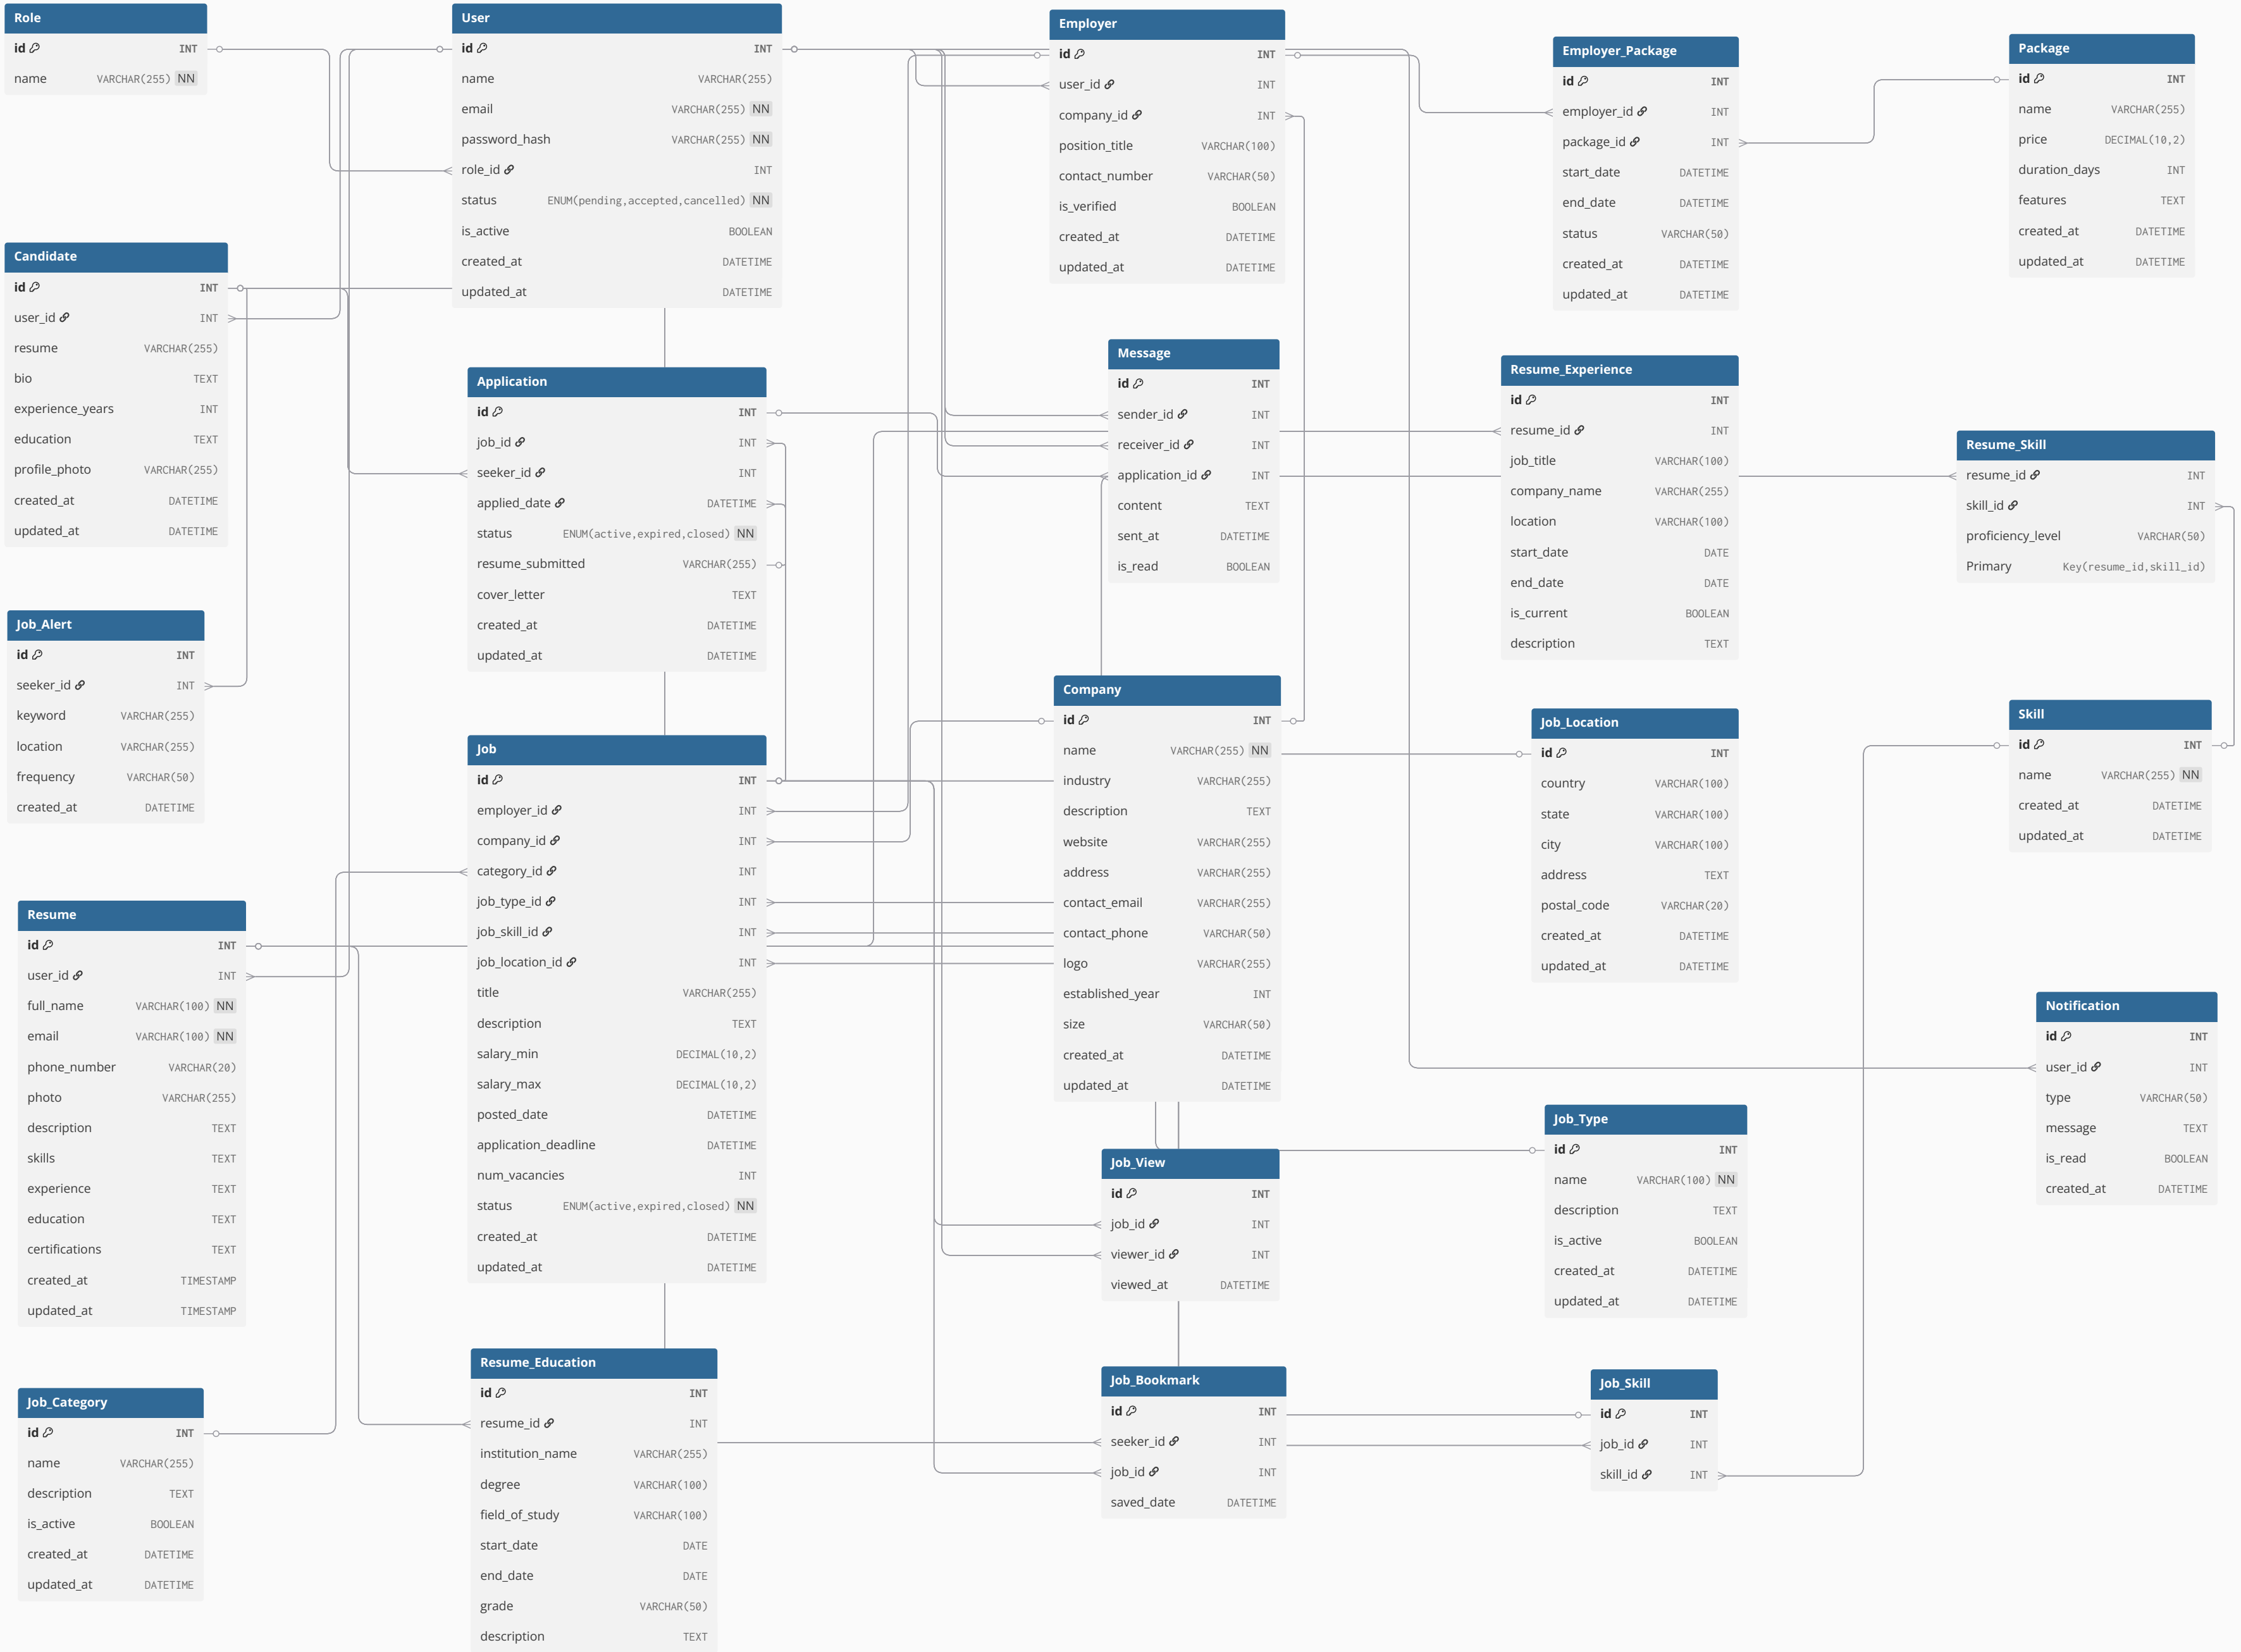 Role
id INT
name VARCHAR(255) NN
User
id INT
name VARCHAR(255)
email VARCHAR(255) NN
password_hash VARCHAR(255) NN
role_id INT
status ENUM(pending,accepted,cancelled) NN
is_active BOOLEAN
created_at DATETIME
updated_at DATETIME
Employer
id INT
user_id INT
company_id INT
position_title VARCHAR(100)
contact_number VARCHAR(50)
is_verified BOOLEAN
created_at DATETIME
updated_at DATETIME
Employer_Package
id INT
employer_id INT
package_id INT
start_date DATETIME
end_date DATETIME
status VARCHAR(50)
created_at DATETIME
updated_at DATETIME
Package
id INT
name VARCHAR(255)
price DECIMAL(10,2)
duration_days INT
features TEXT
created_at DATETIME
updated_at DATETIME
Candidate
id INT
user_id INT
resume VARCHAR(255)
bio TEXT
experience_years INT
education TEXT
profile_photo VARCHAR(255)
created_at DATETIME
updated_at DATETIME
Application
id INT
job_id INT
seeker_id INT
applied_date DATETIME
status ENUM(active,expired,closed) NN
resume_submitted VARCHAR(255)
cover_letter TEXT
created_at DATETIME
updated_at DATETIME
Message
id INT
sender_id INT
receiver_id INT
application_id INT
content TEXT
sent_at DATETIME
is_read BOOLEAN
Resume_Experience
id INT
resume_id INT
job_title VARCHAR(100)
company_name VARCHAR(255)
location VARCHAR(100)
start_date DATE
end_date DATE
is_current BOOLEAN
description TEXT
Resume_Skill
resume_id INT
skill_id INT
proficiency_level VARCHAR(50)
Primary Key(resume_id,skill_id)
Job_Alert
id INT
seeker_id INT
keyword VARCHAR(255)
location VARCHAR(255)
frequency VARCHAR(50)
created_at DATETIME
Job
id INT
employer_id INT
company_id INT
category_id INT
job_type_id INT
job_skill_id INT
job_location_id INT
title VARCHAR(255)
description TEXT
salary_min DECIMAL(10,2)
salary_max DECIMAL(10,2)
posted_date DATETIME
application_deadline DATETIME
num_vacancies INT
status ENUM(active,expired,closed) NN
created_at DATETIME
updated_at DATETIME
Company
id INT
name VARCHAR(255) NN
industry VARCHAR(255)
description TEXT
website VARCHAR(255)
address VARCHAR(255)
contact_email VARCHAR(255)
contact_phone VARCHAR(50)
logo VARCHAR(255)
established_year INT
size VARCHAR(50)
created_at DATETIME
updated_at DATETIME
Job_Location
id INT
country VARCHAR(100)
state VARCHAR(100)
city VARCHAR(100)
address TEXT
postal_code VARCHAR(20)
created_at DATETIME
updated_at DATETIME
Skill
id INT
name VARCHAR(255) NN
created_at DATETIME
updated_at DATETIME
Resume
id INT
user_id INT
full_name VARCHAR(100) NN
email VARCHAR(100) NN
phone_number VARCHAR(20)
photo VARCHAR(255)
description TEXT
skills TEXT
experience TEXT
education TEXT
certifications TEXT
created_at TIMESTAMP
updated_at TIMESTAMP
Notification
id INT
user_id INT
type VARCHAR(50)
message TEXT
is_read BOOLEAN
created_at DATETIME
Job_Type
id INT
name VARCHAR(100) NN
description TEXT
is_active BOOLEAN
created_at DATETIME
updated_at DATETIME
Job_View
id INT
job_id INT
viewer_id INT
viewed_at DATETIME
Job_Category
id INT
name VARCHAR(255)
description TEXT
is_active BOOLEAN
created_at DATETIME
updated_at DATETIME
Resume_Education
id INT
resume_id INT
institution_name VARCHAR(255)
degree VARCHAR(100)
field_of_study VARCHAR(100)
start_date DATE
end_date DATE
grade VARCHAR(50)
description TEXT
Job_Bookmark
id INT
seeker_id INT
job_id INT
saved_date DATETIME
Job_Skill
id INT
job_id INT
skill_id INT